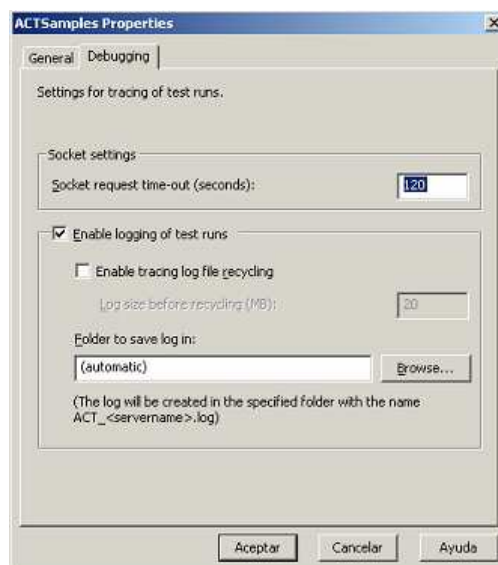 ACTSamples Properties
General Debugging
Settings for tracing of test runs.
Socket settings
Socket request time-out (seconds): 120
Enable logging of test runs
Enable tracing log file recycling
Log size before recycling (MB): 20
Folder to save log in:
(automatic) Browse...
(The log will be created in the specified folder with the name
ACT_<servername>.log)
Aceptar Cancelar Ayuda